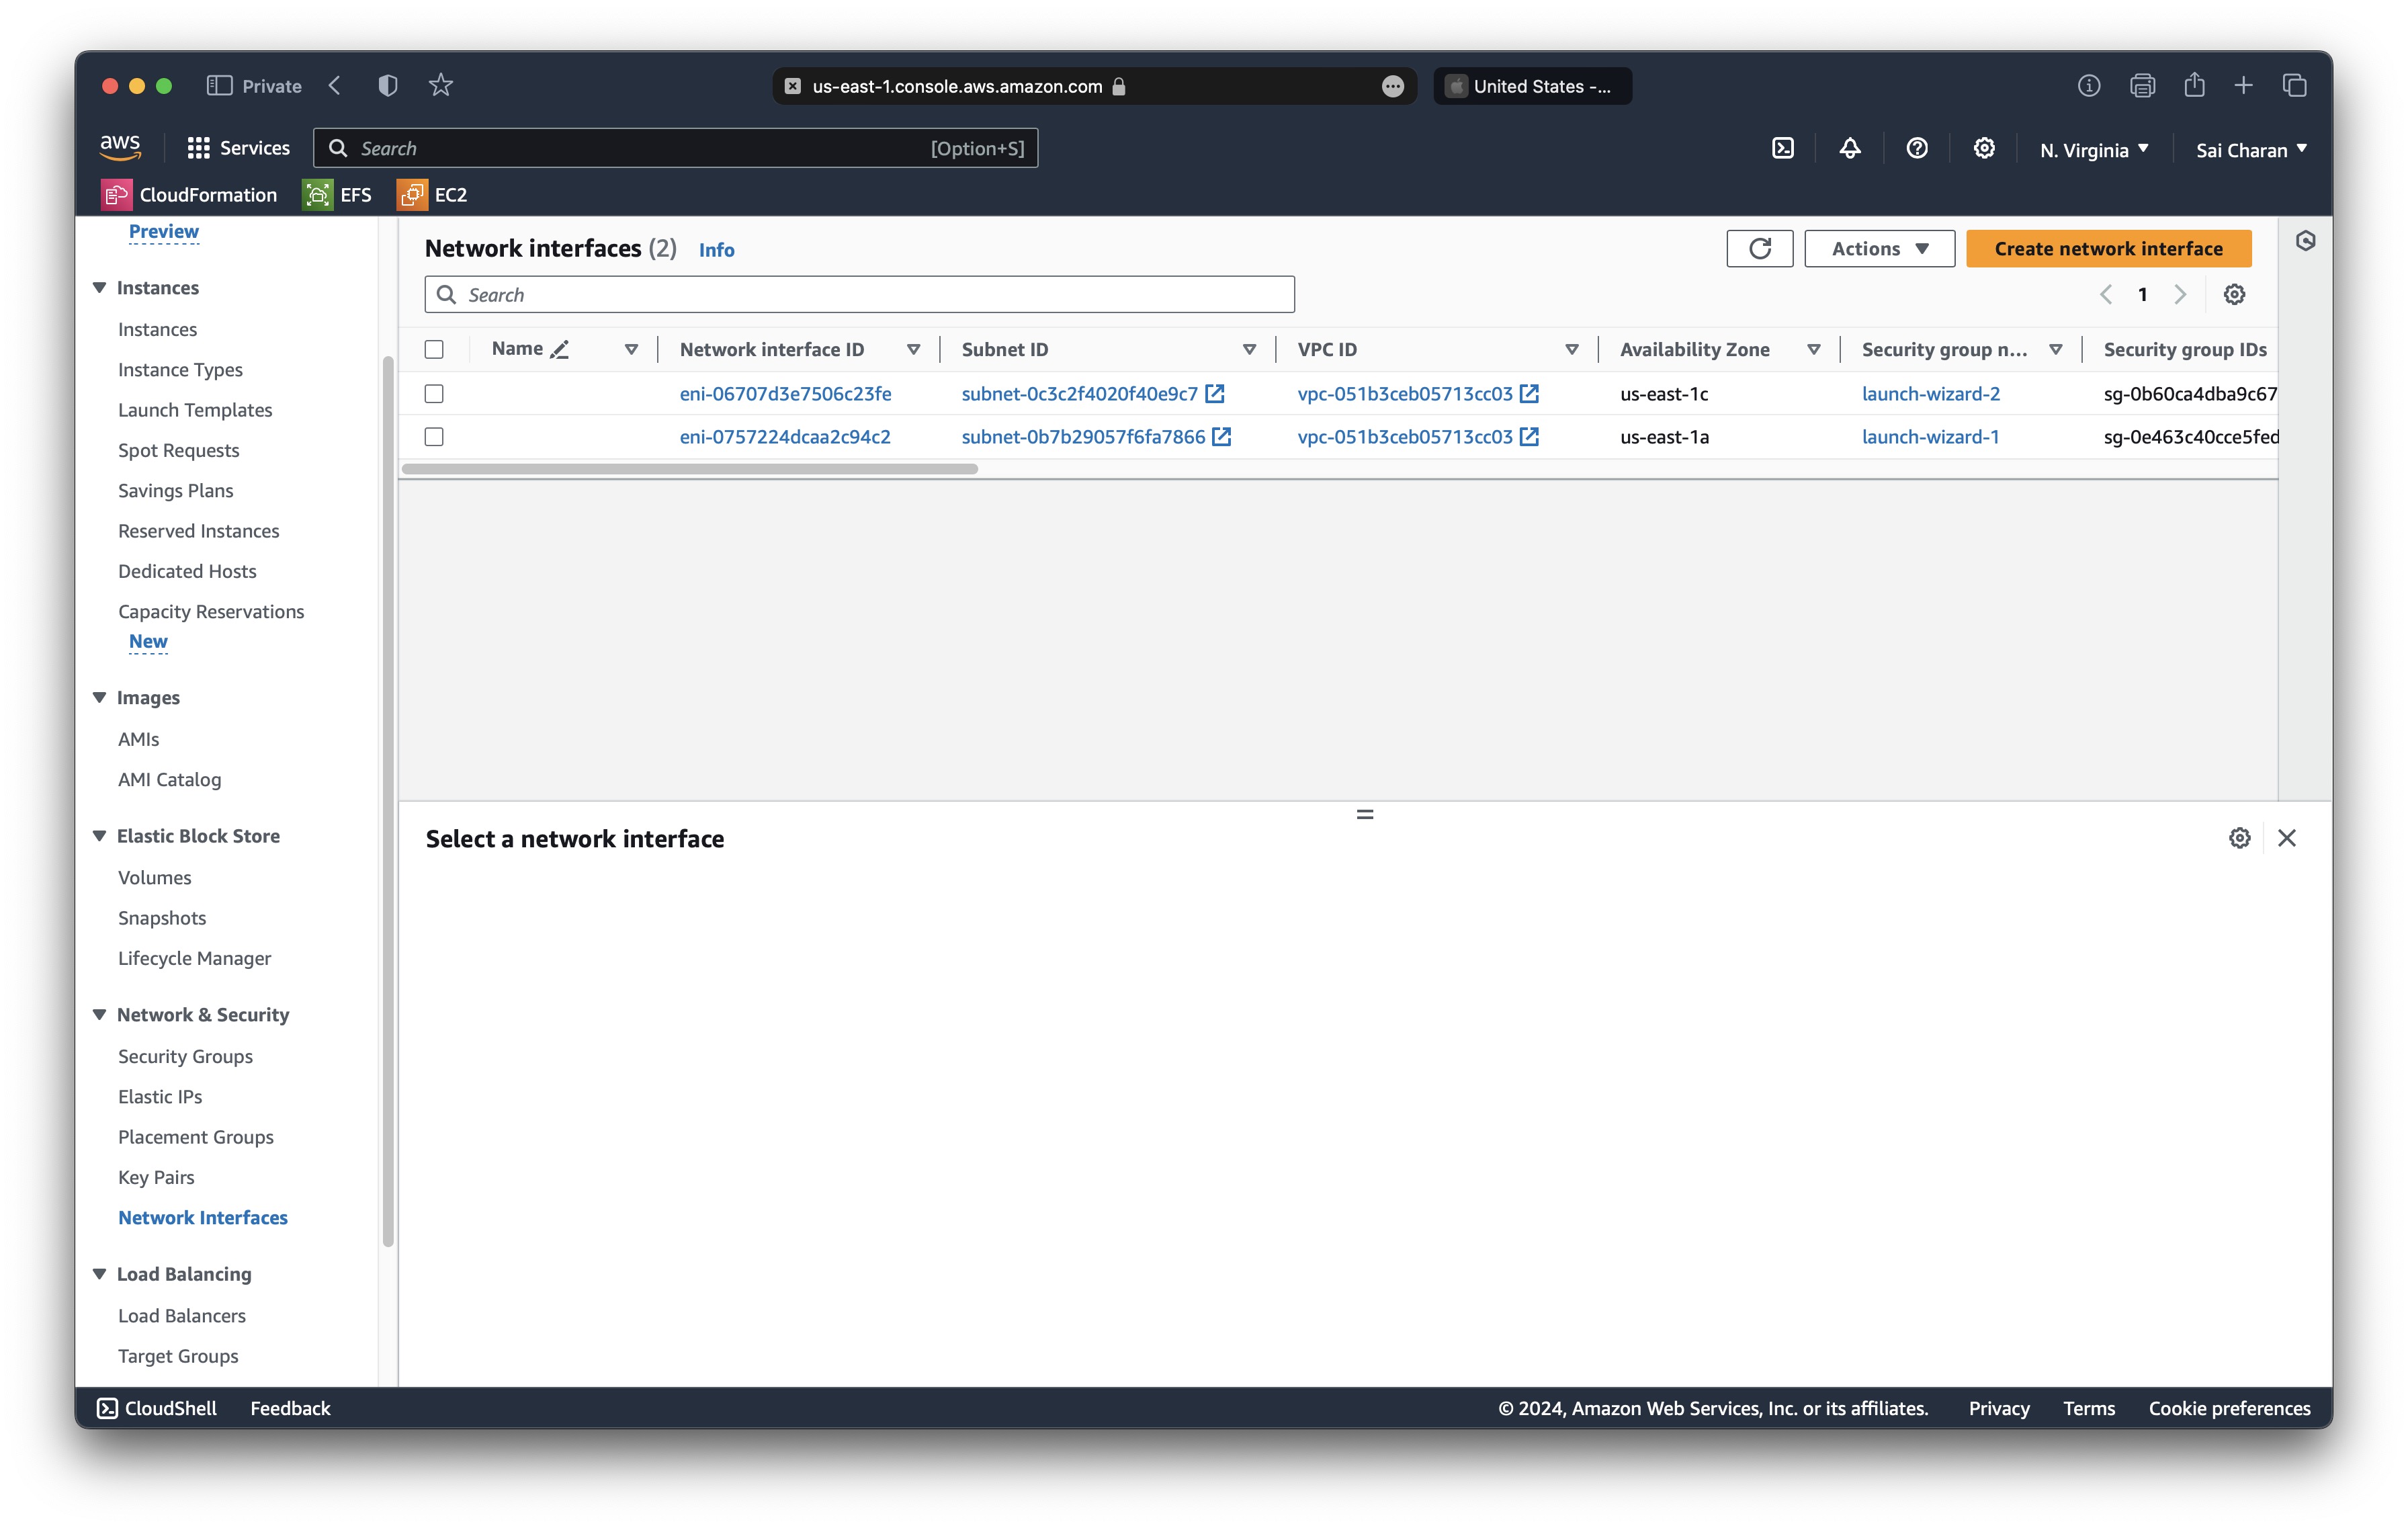 Private
us-east-1.console.aws.amazon.com
United States -...
aws
Services
Search
[Option+S]
N. Virginia
Sai Charan
CloudFormation
EFS
EC2
Preview
Instances
Instances
Instance Types
Launch Templates
Spot Requests
Savings Plans
Reserved Instances
Dedicated Hosts
Capacity Reservations
New
Images
AMIs
AMI Catalog
Elastic Block Store
Volumes
Snapshots
Lifecycle Manager
Network & Security
Security Groups
Elastic IPs
Placement Groups
Key Pairs
Network Interfaces
Load Balancing
Load Balancers
Target Groups
Network interfaces (2) Info
Actions
Create network interface
Search
1
Name Network interface ID Subnet ID VPC ID Availability Zone Security group n... Security group IDs
eni-06707d3e7506c23fe subnet-0c3c2f4020f40e9c7 vpc-051b3ceb05713cc03 us-east-1c launch-wizard-2 sg-0b60ca4dba9c67
eni-0757224dcaa2c94c2 subnet-0b7b29057f6fa7866 vpc-051b3ceb05713cc03 us-east-1a launch-wizard-1 sg-0e463c40cce5fed
Select a network interface
CloudShell
Feedback
© 2024, Amazon Web Services, Inc. or its affiliates.
Privacy
Terms
Cookie preferences